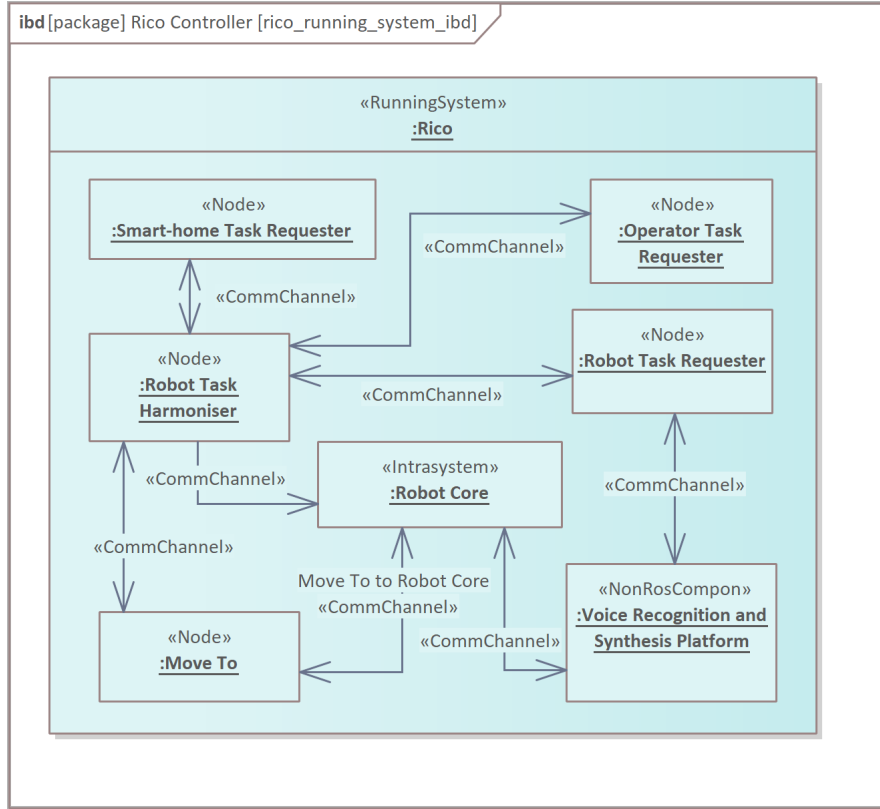 ibd [package] Rico Controller [rico_running_system_ibd]
«RunningSystem»
:Rico
«Node»
:Smart-home Task Requester
«Node»
:Operator Task
Requester
«CommChannel»
«CommChannel»
«Node»
:Robot Task Requester
«Node»
:Robot Task
Harmoniser
«CommChannel»
«Intrasystem»
:Robot Core
«CommChannel»
«CommChannel»
«CommChannel»
Move To to Robot Core
«CommChannel»
«CommChannel»
«NonRosCompon»
:Voice Recognition and
Synthesis Platform
«Node»
:Move To